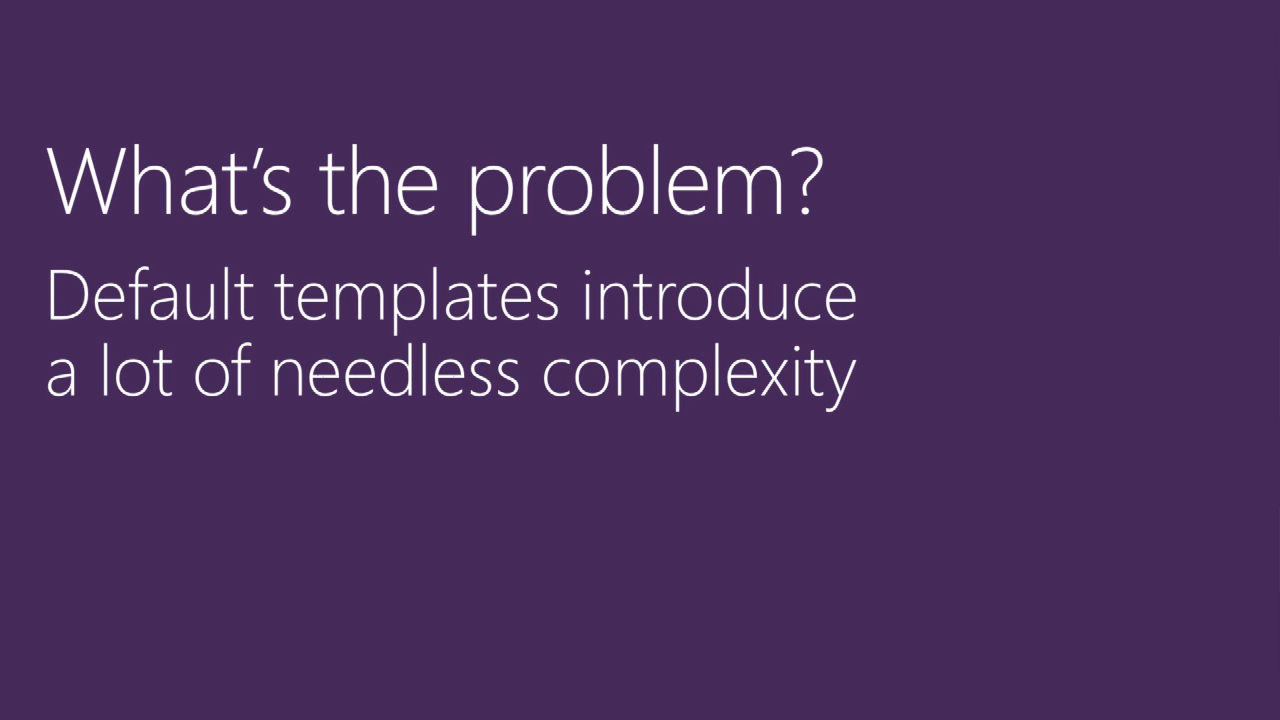 What’s the problem?
Default templates introduce
a lot of needless complexity